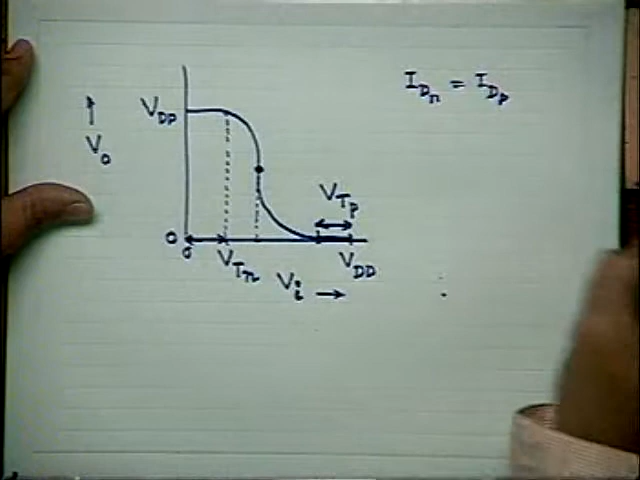 I_Dn = I_Dp
V_DD
V_o
V_Tp
0
0
V_Tn
V_DD
V_i →